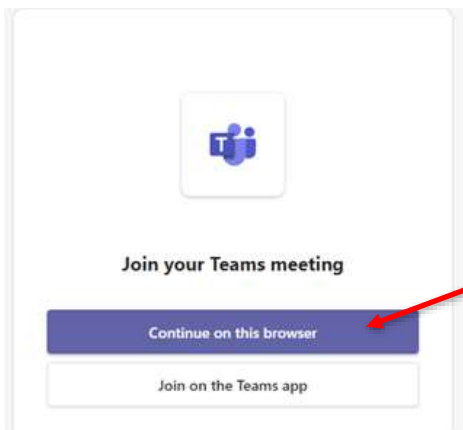 T
Join your Teams meeting
Continue on this browser
Join on the Teams app